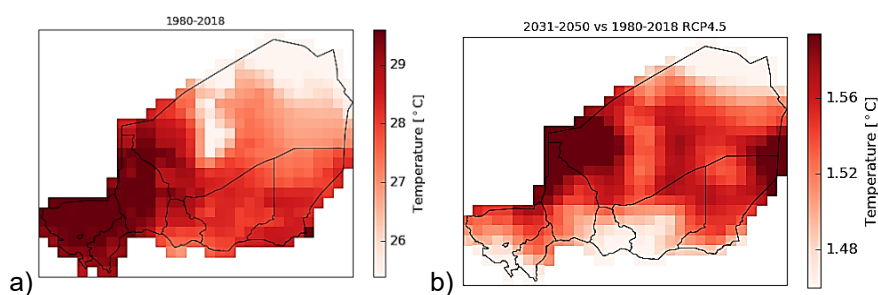 1980-2018
29
28
27
26
Temperature [°C]
a)
2031-2050 vs 1980-2018 RCP4.5
1.56
1.52
1.48
Temperature [°C]
b)